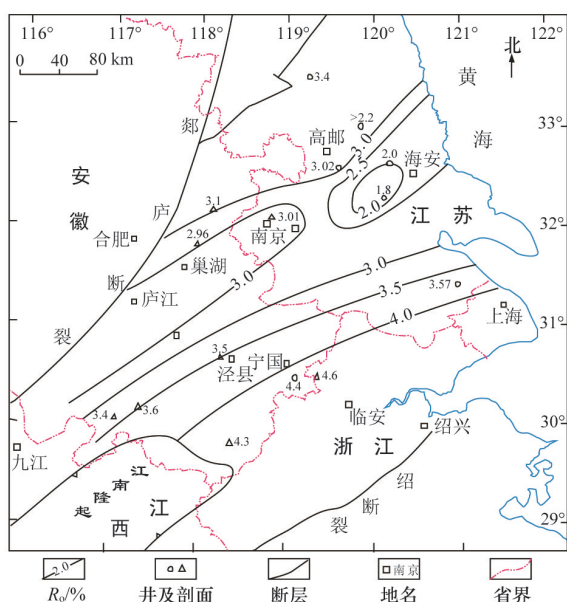 116° 117° 118° 119° 120° 121° 122°
北
0 40 80 km
3.4
黄
海
郯
庐
断
裂
>2.2
33°
高邮
3.0
2.5
3.02
2.0
海安
1.8
2.0
安
徽
3.1
江 苏
32°
合肥
2.96
3.01
南京
巢湖
3.0
庐江
3.0
3.5
3.57
4.0
上海
31°
3.5
泾县
宁国
4.4
4.6
3.4
3.6
临安
绍兴
30°
九江
4.3
浙 江
江南
隆起
江
西
绍
断
裂
29°
2.0
南京
Rₒ/% 井及剖面 断层 地名 省界